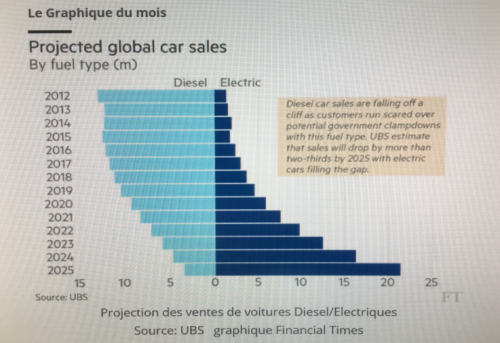 Le Graphique du mois
Projected global car sales
By fuel type (m)
Diesel Electric
2012
2013
2014
2015
2016
2017
2018
2019
2020
2021
2022
2023
2024
2025
Diesel car sales are falling off a
cliff as customers run scared over
potential government clampdowns
with this fuel type. UBS estimate
that sales will drop by more than
two-thirds by 2025 with electric
cars filling the gap.
15 10 5 0 5 10 15 20 25
Source: UBS
FT
Projection des ventes de voitures Diesel/Electriques
Source: UBS graphique Financial Times